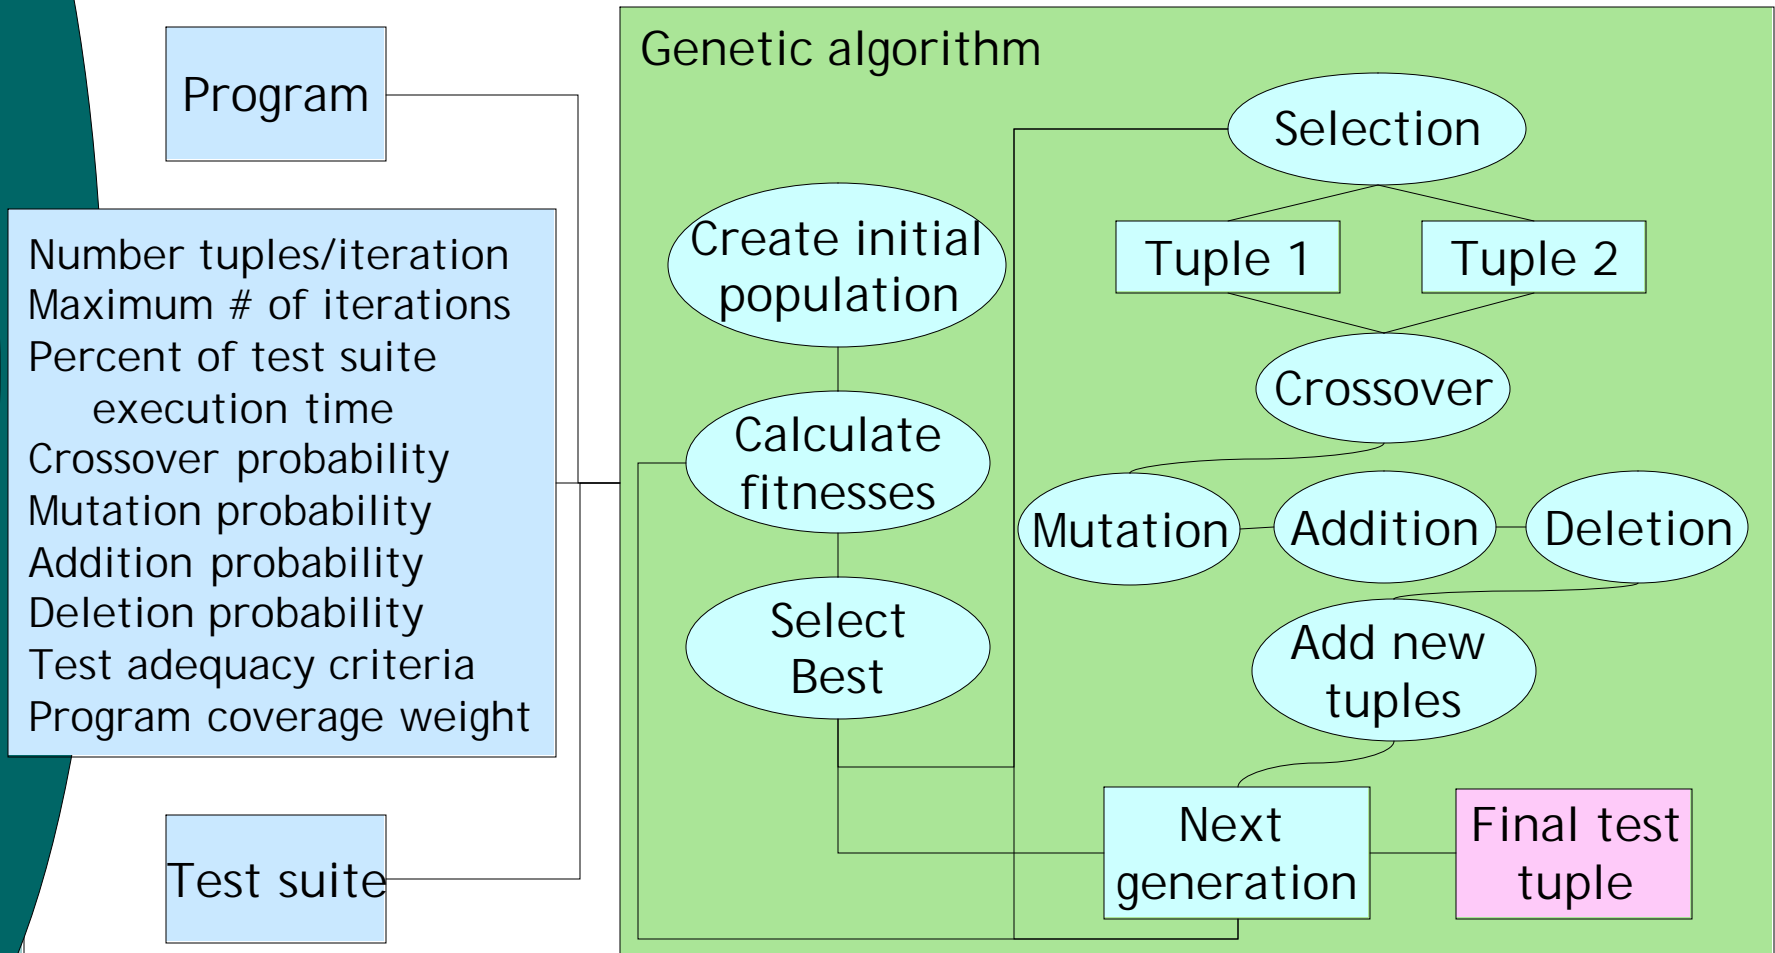 Program
Number tuples/iteration
Maximum # of iterations
Percent of test suite
execution time
Crossover probability
Mutation probability
Addition probability
Deletion probability
Test adequacy criteria
Program coverage weight
Test suite
Genetic algorithm
Create initial
population
Calculate
fitnesses
Select
Best
Selection
Tuple 1
Tuple 2
Crossover
Mutation
Addition
Deletion
Add new
tuples
Next
generation
Final test
tuple